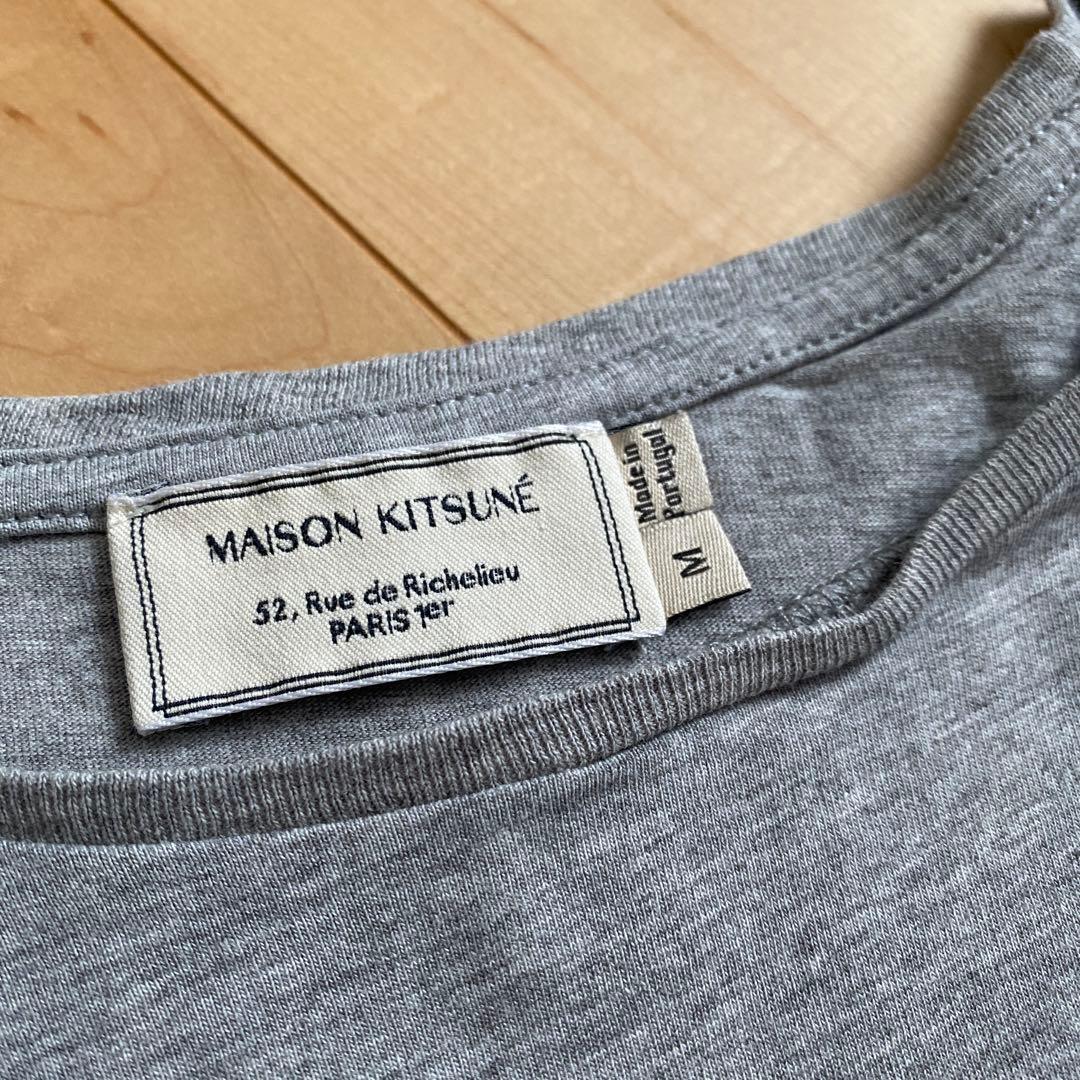 MAISON KITSUNÉ
52, Rue de Richelieu
PARIS 1er
Made in
Portugal
M